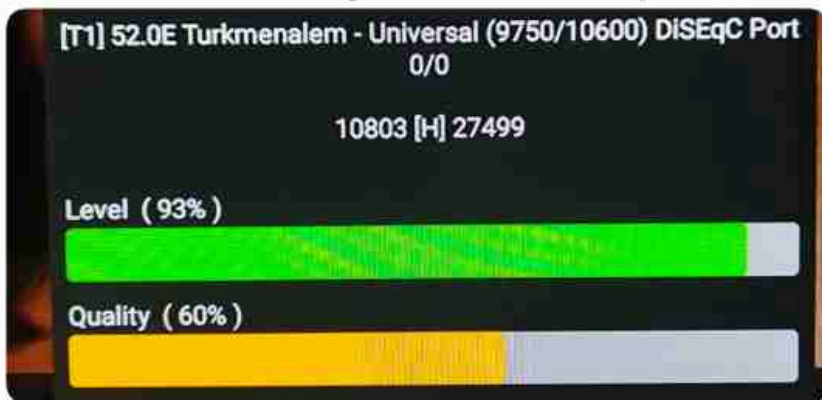 [T1] 52.0E Turkmenalem - Universal (9750/10600) DiSEqC Port
0/0
10803 [H] 27499
Level ( 93% )
Quality ( 60% )